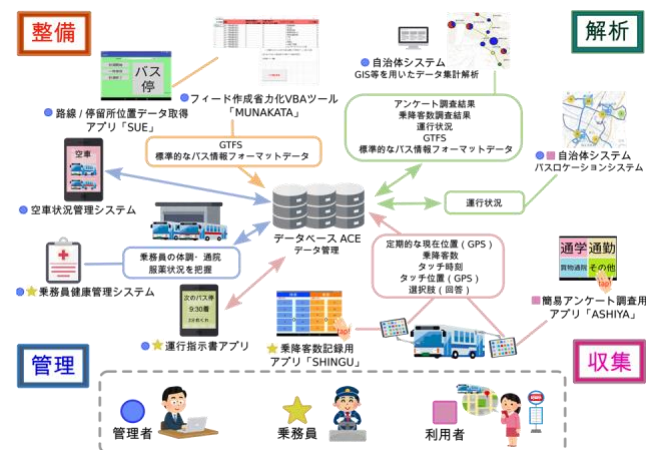 整備
解析
バス
停
路線 / 停留所位置データ取得
アプリ「SUE」
フィード作成省力化VBAツール
「MUNAKATA」
自治体システム
GIS等を用いたデータ集計解析
GTFS
標準的なバス情報フォーマットデータ
アンケート調査結果
乗降客数調査結果
運行状況
GTFS
標準的なバス情報フォーマットデータ
自治体システム
バスロケーションシステム
空車
空車状況管理システム
データベース ACE
データ管理
運行状況
乗務員の体調・通院
服薬状況を把握
乗務員健康管理システム
定期的な現在位置(GPS)
乗降客数
タッチ時刻
タッチ位置(GPS)
選択肢(回答)
通学
通勤
買物通院
その他
tap!
簡易アンケート調査用
アプリ「ASHIYA」
次のバス停
9:30着
運行指示書アプリ
tap!
乗降客数記録用
アプリ「SHINGU」
管理
収集
管理者
乗務員
利用者